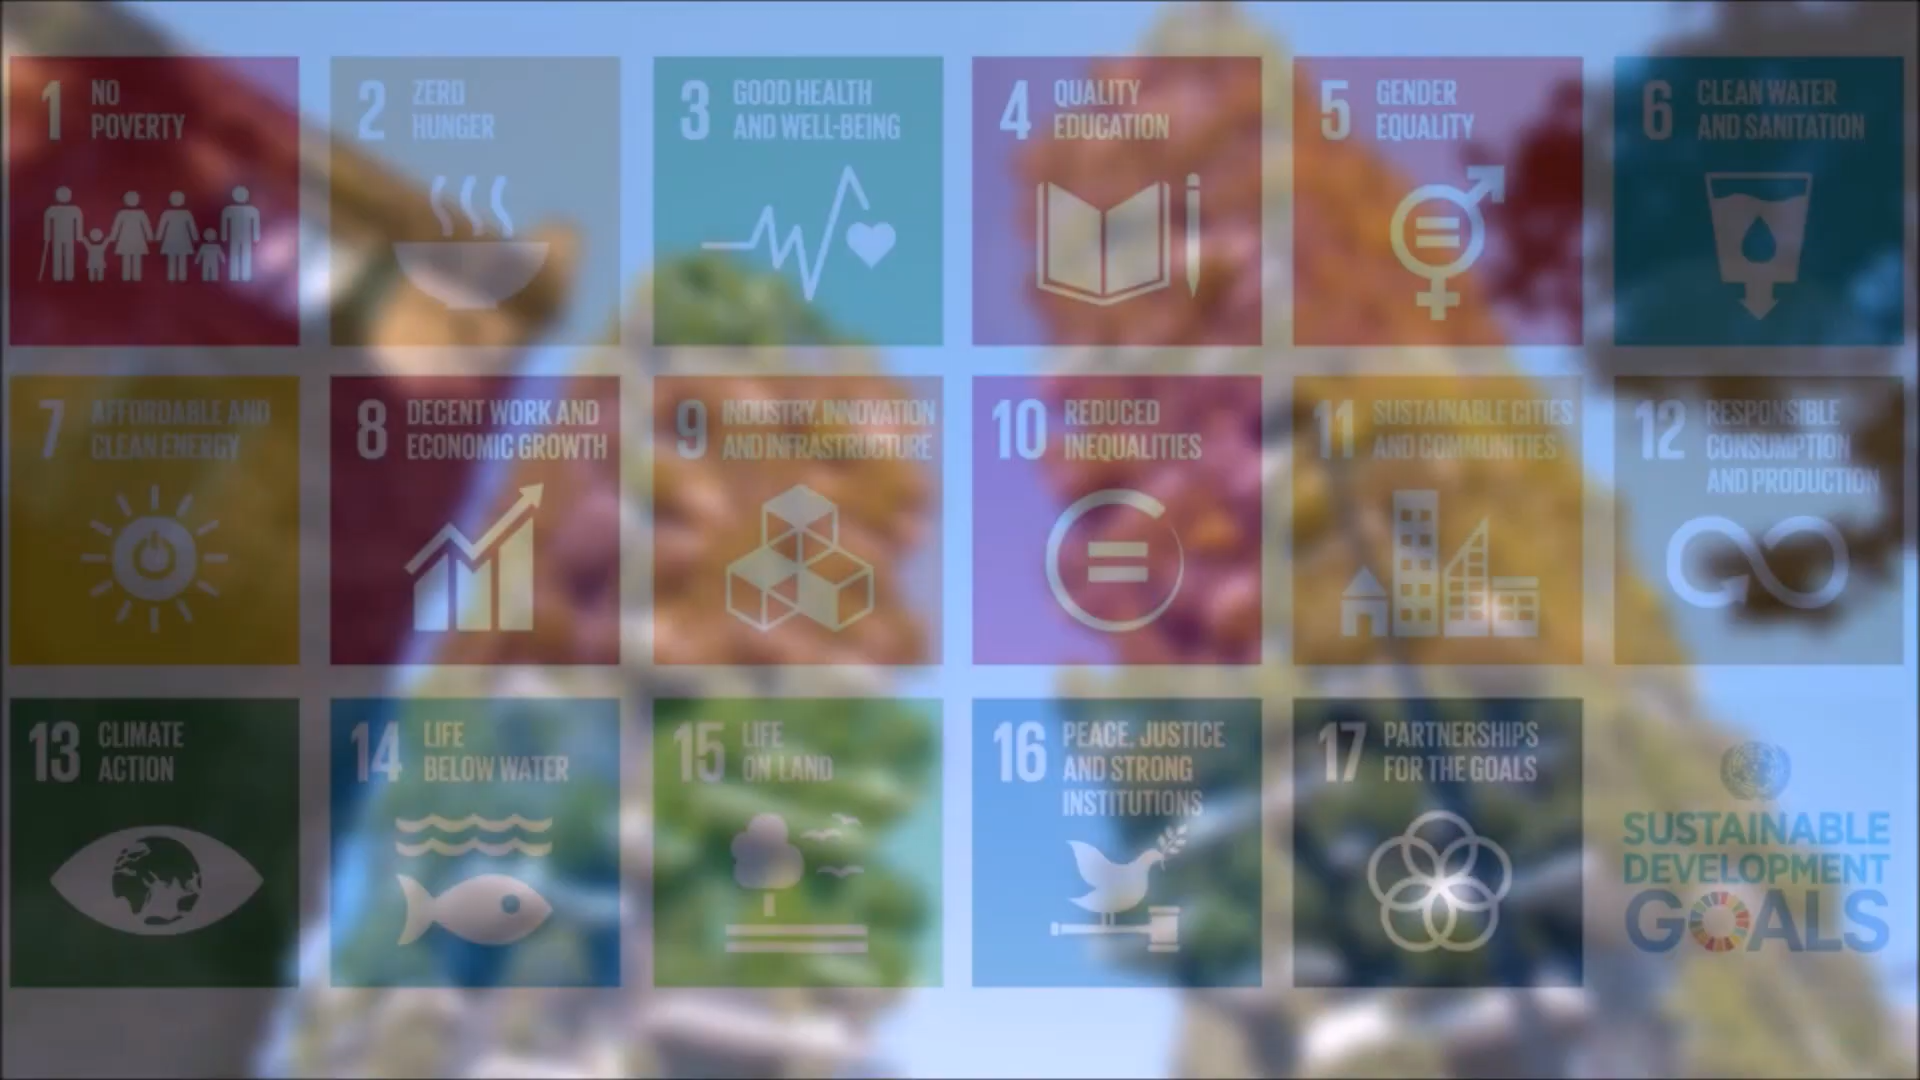 1 NO
POVERTY
2 ZERO
HUNGER
3 GOOD HEALTH
AND WELL-BEING
4 QUALITY
EDUCATION
5 GENDER
EQUALITY
6 CLEAN WATER
AND SANITATION
7 AFFORDABLE AND
CLEAN ENERGY
8 DECENT WORK AND
ECONOMIC GROWTH
9 INDUSTRY, INNOVATION
AND INFRASTRUCTURE
10 REDUCED
INEQUALITIES
11 SUSTAINABLE CITIES
AND COMMUNITIES
12 RESPONSIBLE
CONSUMPTION
AND PRODUCTION
13 CLIMATE
ACTION
14 LIFE
BELOW WATER
15 LIFE
ON LAND
16 PEACE, JUSTICE
AND STRONG
INSTITUTIONS
17 PARTNERSHIPS
FOR THE GOALS
SUSTAINABLE
DEVELOPMENT
GOALS